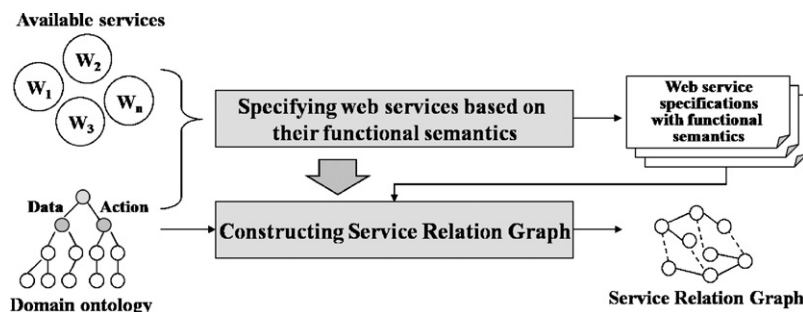 Available services
W2
W1
Wn
W3
Specifying web services based on
their functional semantics
Web service
specifications
with functional
semantics
Data
Action
Constructing Service Relation Graph
Domain ontology
Service Relation Graph